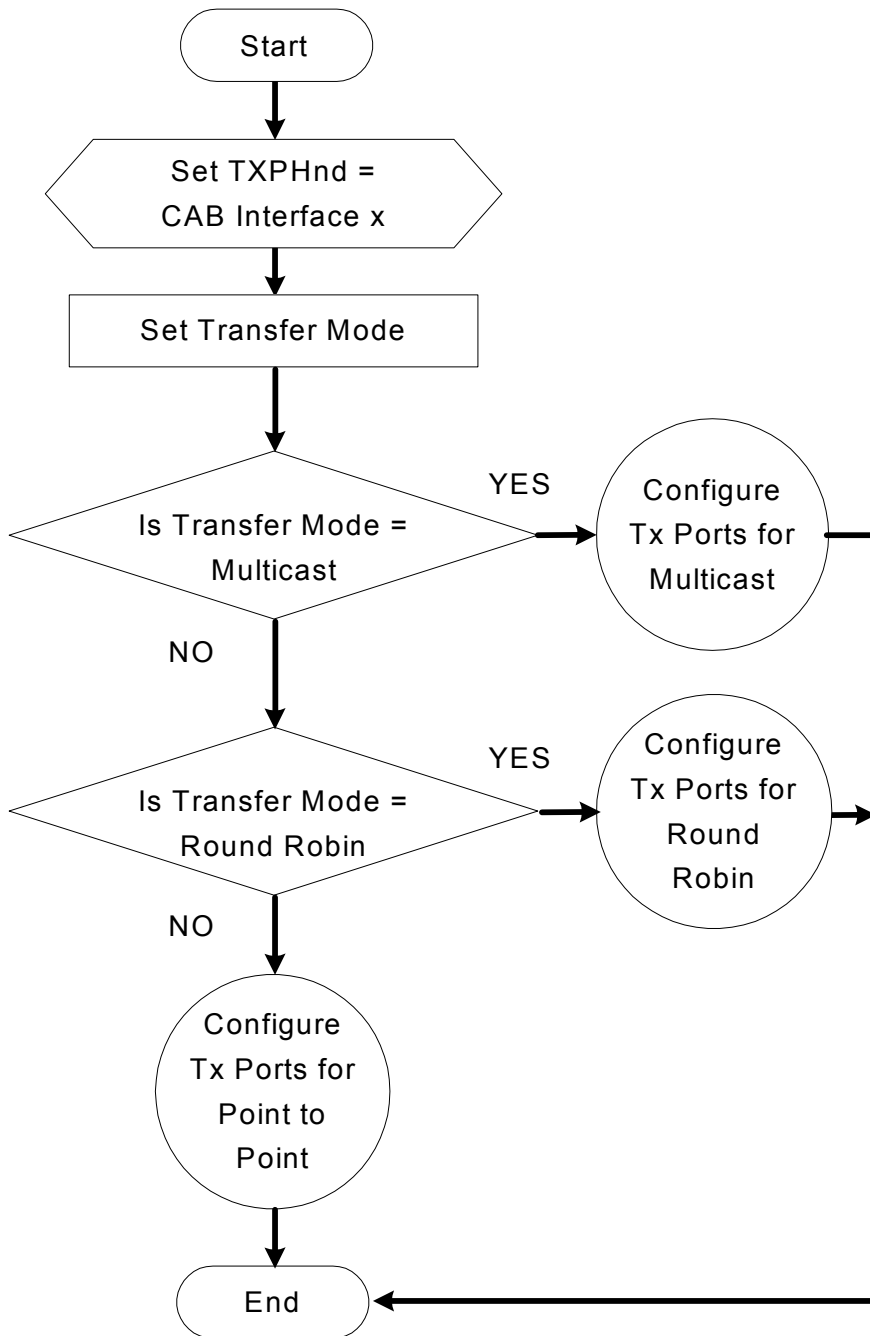 Start
Set TXPHnd =
CAB Interface x
Set Transfer Mode
Is Transfer Mode =
Multicast
YES
Configure
Tx Ports for
Multicast
NO
Is Transfer Mode =
Round Robin
YES
Configure
Tx Ports for
Round
Robin
NO
Configure
Tx Ports for
Point to
Point
End